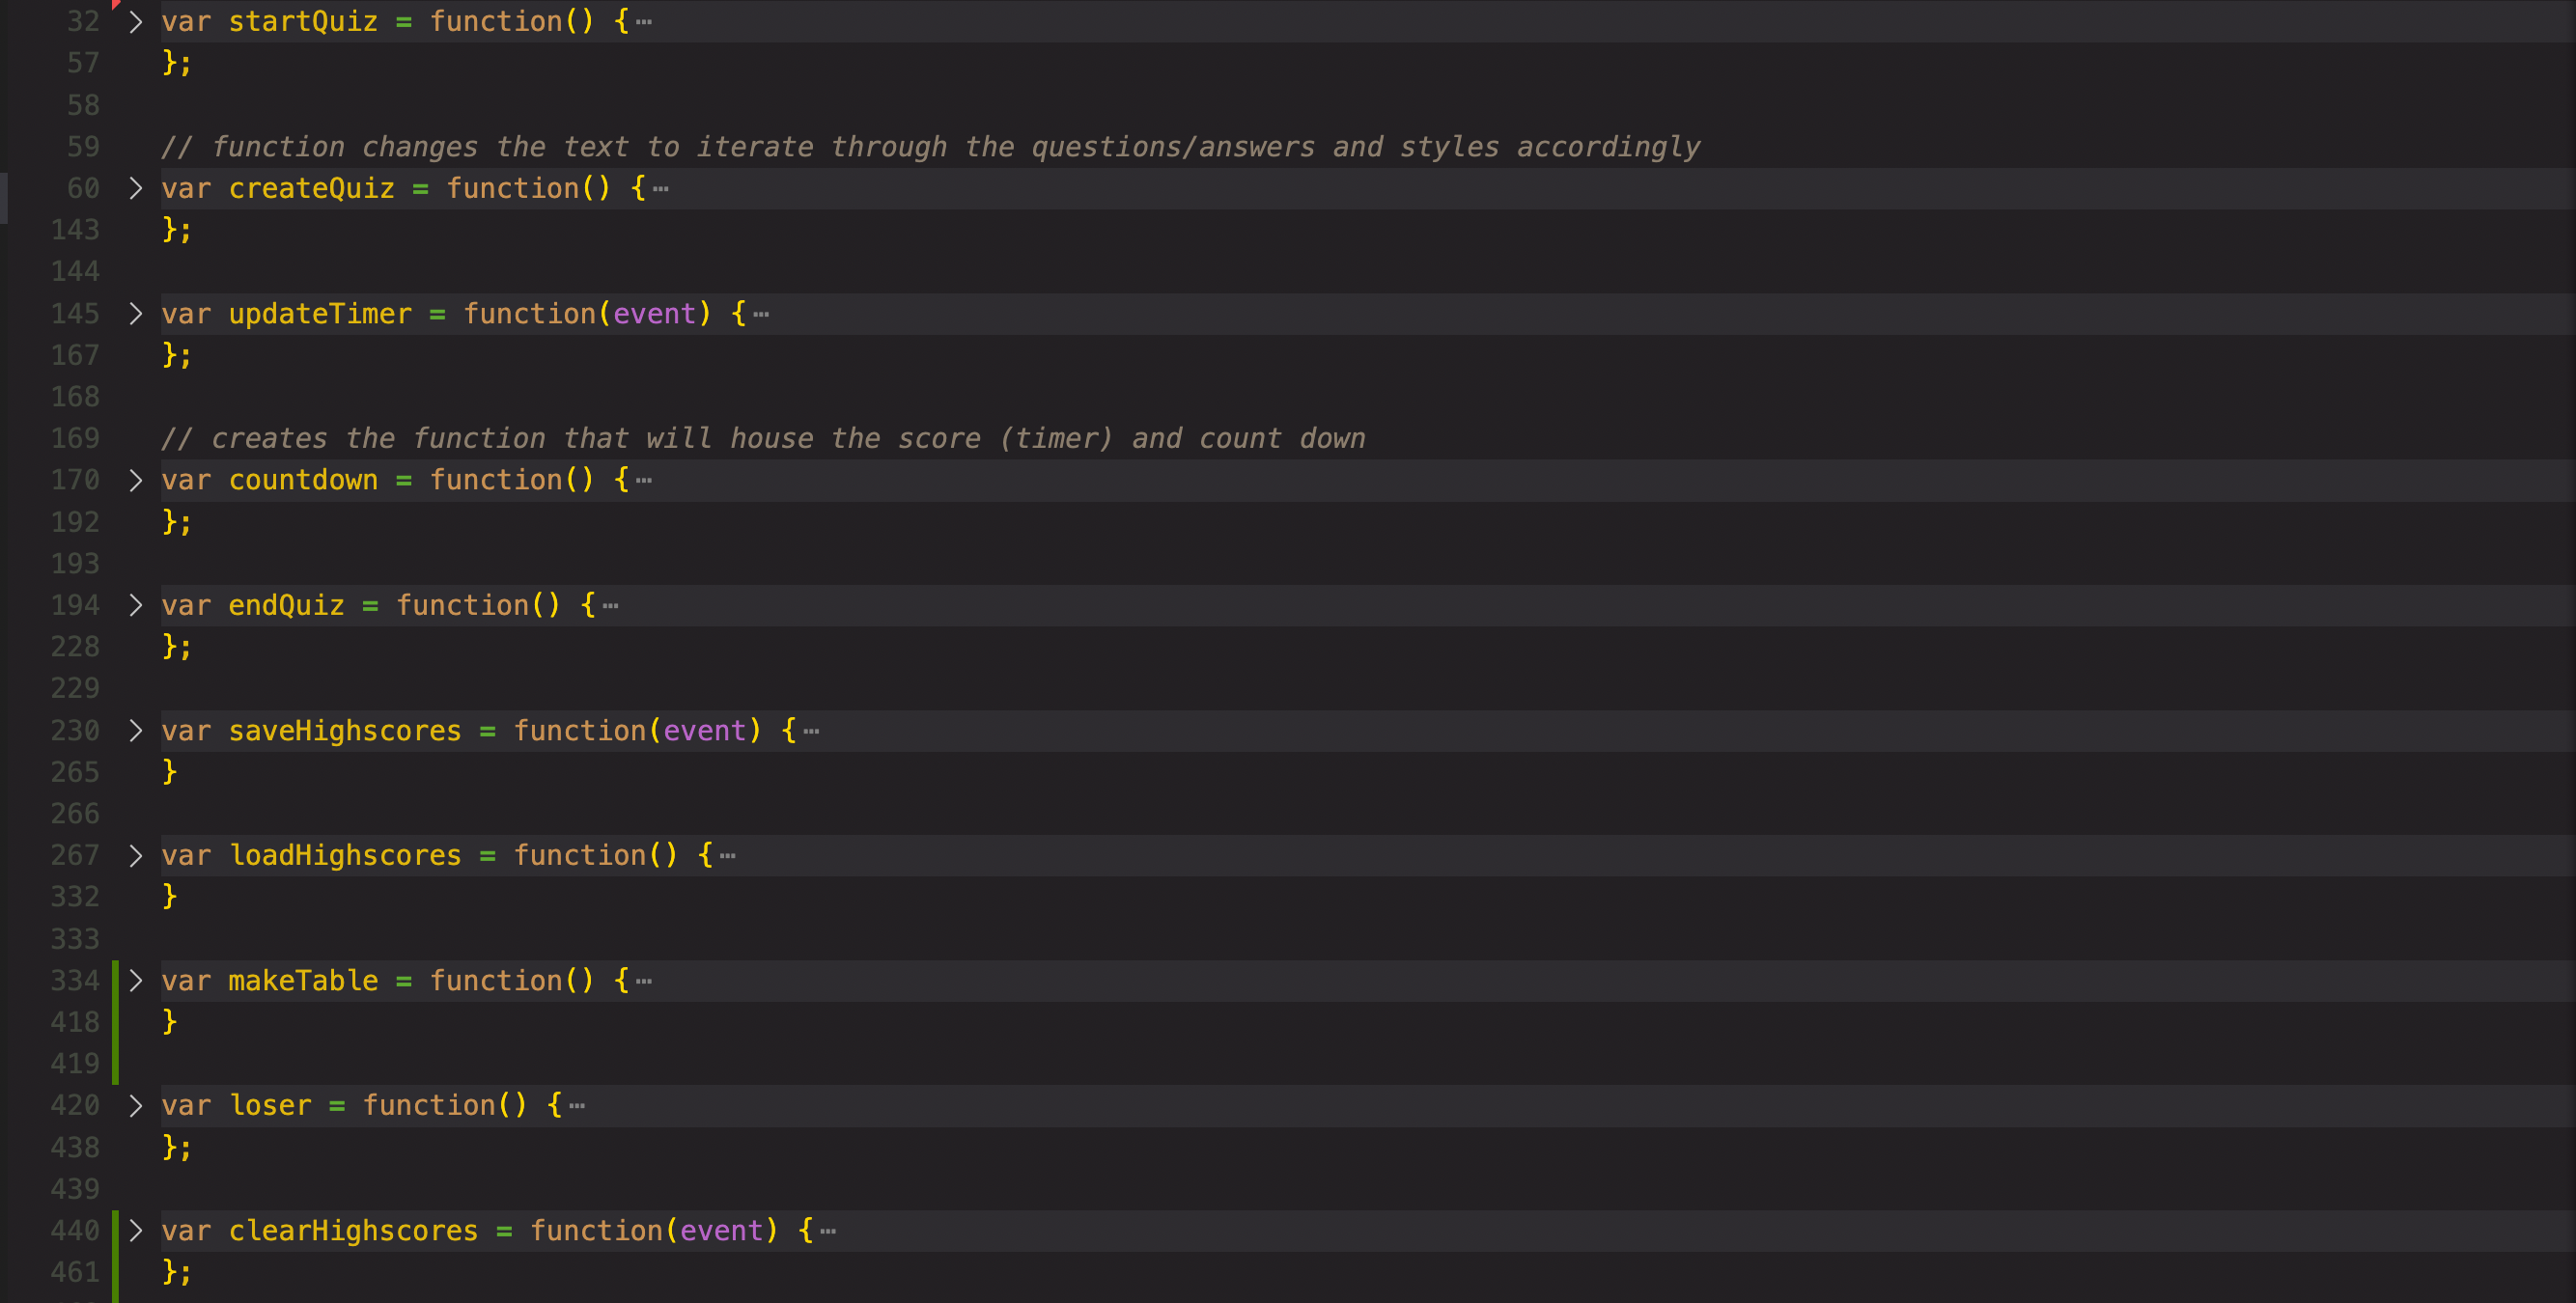 32 var startQuiz = function() {⋯
57 };
58
59 // function changes the text to iterate through the questions/answers and styles accordingly
60 var createQuiz = function() {⋯
143 };
144
145 var updateTimer = function(event) {⋯
167 };
168
169 // creates the function that will house the score (timer) and count down
170 var countdown = function() {⋯
192 };
193
194 var endQuiz = function() {⋯
228 };
229
230 var saveHighscores = function(event) {⋯
265 }
266
267 var loadHighscores = function() {⋯
332 }
333
334 var makeTable = function() {⋯
418 }
419
420 var loser = function() {⋯
438 };
439
440 var clearHighscores = function(event) {⋯
461 };